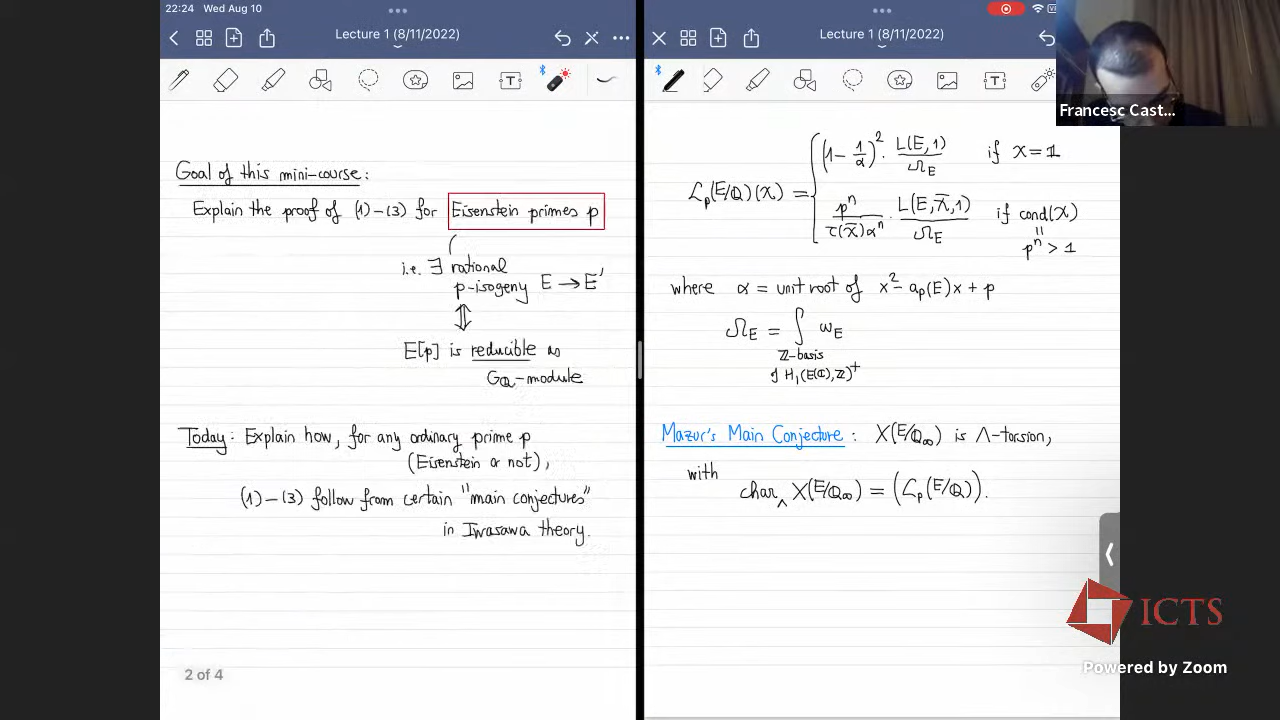 22:24 Wed Aug 10
Lecture 1 (8/11/2022)
Goal of this mini-course:
Explain the proof of (1)-(3) for Eisenstein primes p
i.e. ∃ rational
p-isogeny E → E'
⇕
E[p] is reducible as
G_ℚ-module
Today: Explain how, for any ordinary prime p
(Eisenstein or not),
(1)-(3) follow from certain "main conjectures"
in Iwasawa theory.
2 of 4
Lecture 1 (8/11/2022)
Francesc Cast...
(1 - 1/α)² · L(E,1)/Ω_E if χ = 𝟙
ℒ_p(E/ℚ)(χ) = {
p^n/(τ(χ̄)α^n) · L(E,χ̄,1)/Ω_E if cond(χ)
=
p^n > 1
where α = unit root of x² - a_p(E)x + p
Ω_E = ∫ ω_E
ℤ-basis
of H₁(E(ℂ),ℤ)⁺
Mazur's Main Conjecture: X(E/ℚ_∞) is Λ-torsion,
with
char_Λ X(E/ℚ_∞) = (ℒ_p(E/ℚ)).
ICTS
Powered by Zoom